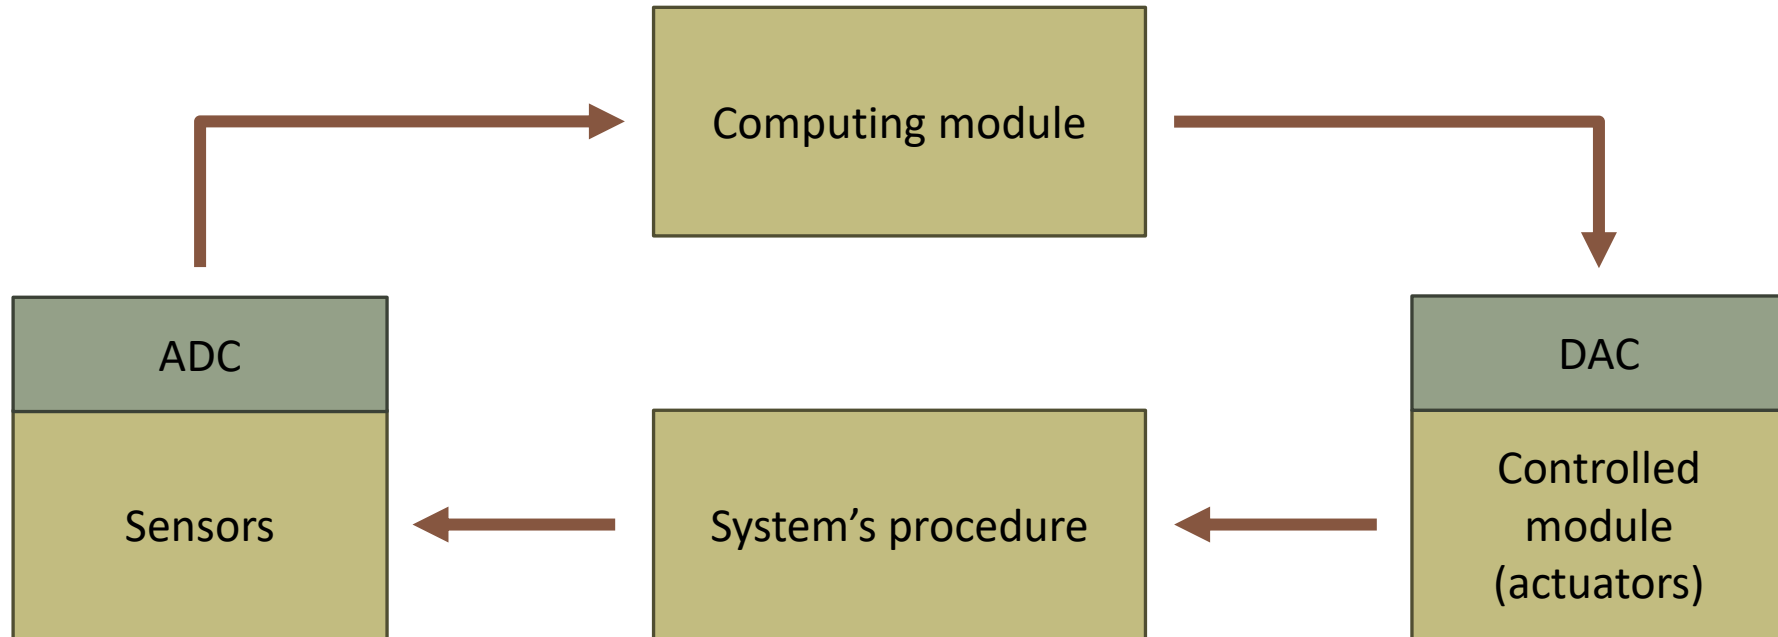 Computing module
ADC
DAC
Sensors
System’s procedure
Controlled
module
(actuators)